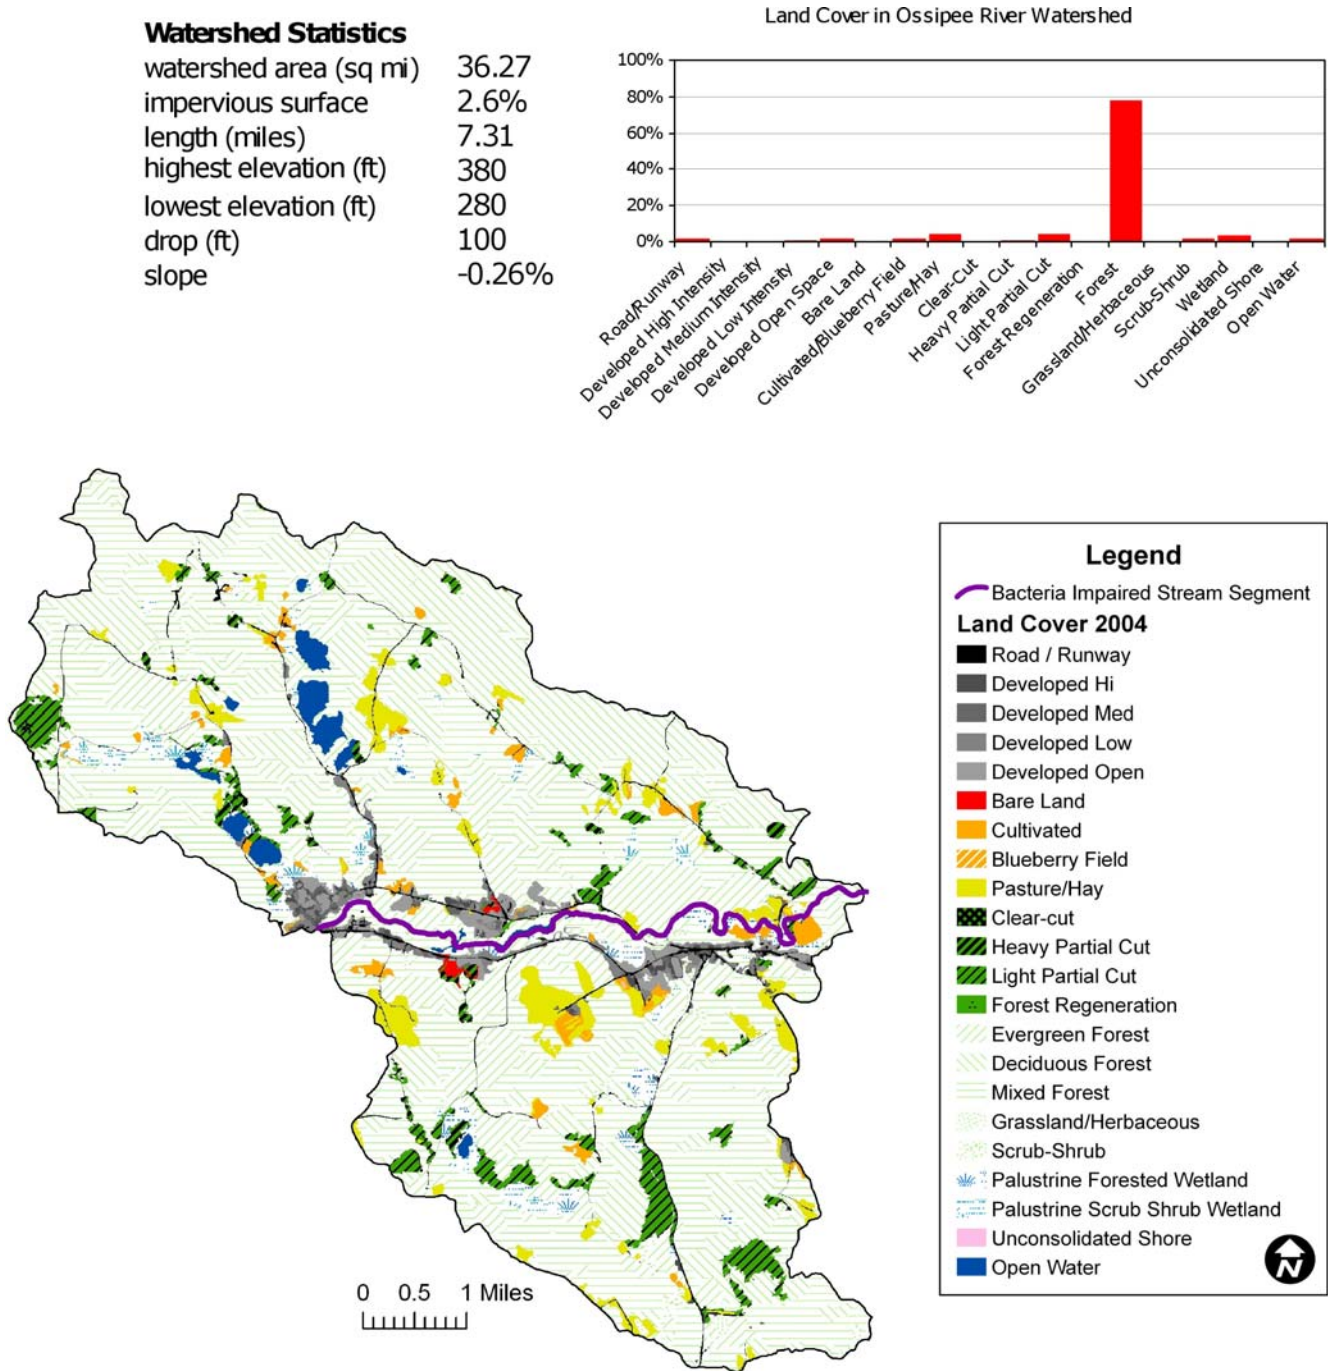 Watershed Statistics
watershed area (sq mi) 36.27
impervious surface 2.6%
length (miles) 7.31
highest elevation (ft) 380
lowest elevation (ft) 280
drop (ft) 100
slope -0.26%
Land Cover in Ossipee River Watershed
100%
80%
60%
40%
20%
0%
Road/Runway
Developed High Intensity
Developed Medium Intensity
Developed Low Intensity
Developed Open Space
Bare Land
Cultivated/Blueberry Field
Pasture/Hay
Clear-Cut
Heavy Partial Cut
Light Partial Cut
Forest Regeneration
Forest
Grassland/Herbaceous
Scrub-Shrub
Wetland
Unconsolidated Shore
Open Water
Legend
Bacteria Impaired Stream Segment
Land Cover 2004
Road / Runway
Developed Hi
Developed Med
Developed Low
Developed Open
Bare Land
Cultivated
Blueberry Field
Pasture/Hay
Clear-cut
Heavy Partial Cut
Light Partial Cut
Forest Regeneration
Evergreen Forest
Deciduous Forest
Mixed Forest
Grassland/Herbaceous
Scrub-Shrub
Palustrine Forested Wetland
Palustrine Scrub Shrub Wetland
Unconsolidated Shore
Open Water
N
0 0.5 1 Miles